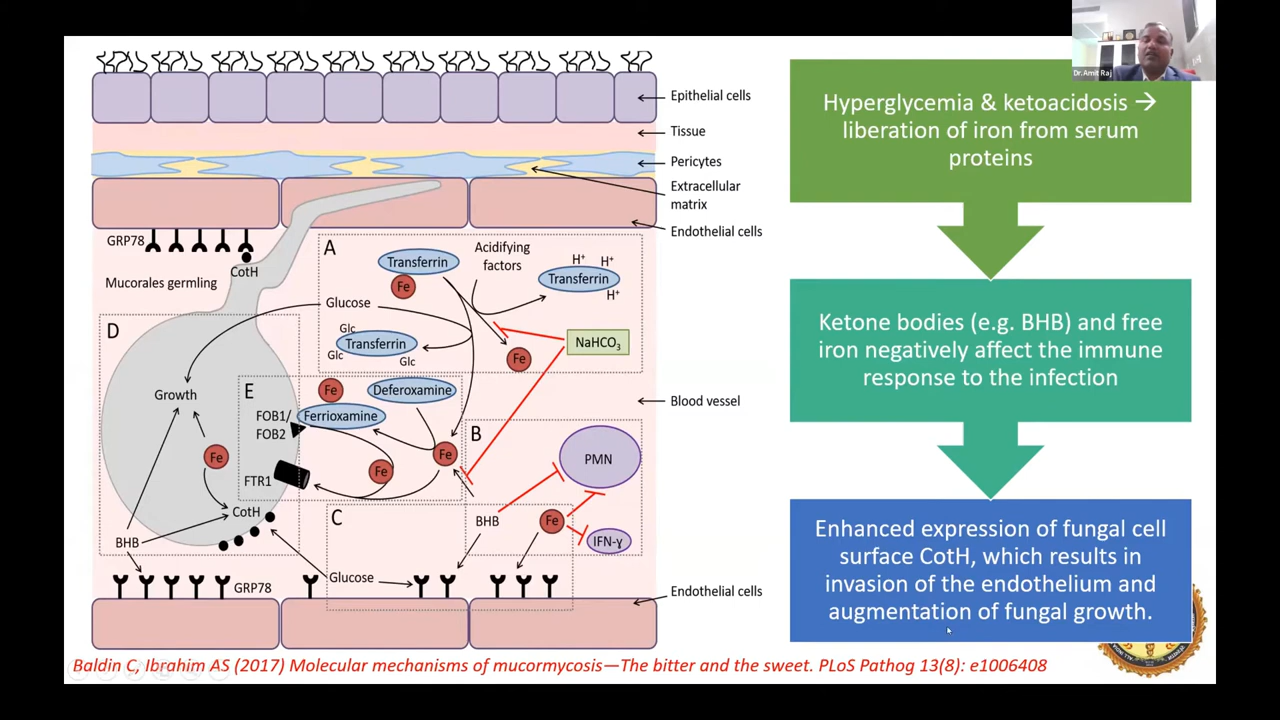 Dr.Amit Raj
Epithelial cells
Tissue
Pericytes
Extracellular
matrix
Endothelial cells
GRP78
CotH
Mucorales germling
A
Transferrin
Fe
Acidifying
factors
H+
H+
Transferrin
H+
Glucose
Glc
Transferrin
Glc
Glc
Fe
NaHCO3
D
Growth
Fe
CotH
BHB
E
Fe
Deferoxamine
FOB1/
FOB2
Ferrioxamine
Fe
Fe
FTR1
Blood vessel
B
PMN
BHB
Fe
IFN-ɣ
C
Glucose
GRP78
Endothelial cells
Hyperglycemia & ketoacidosis →
liberation of iron from serum
proteins
Ketone bodies (e.g. BHB) and free
iron negatively affect the immune
response to the infection
Enhanced expression of fungal cell
surface CotH, which results in
invasion of the endothelium and
augmentation of fungal growth.
Baldin C, Ibrahim AS (2017) Molecular mechanisms of mucormycosis—The bitter and the sweet. PLoS Pathog 13(8): e1006408